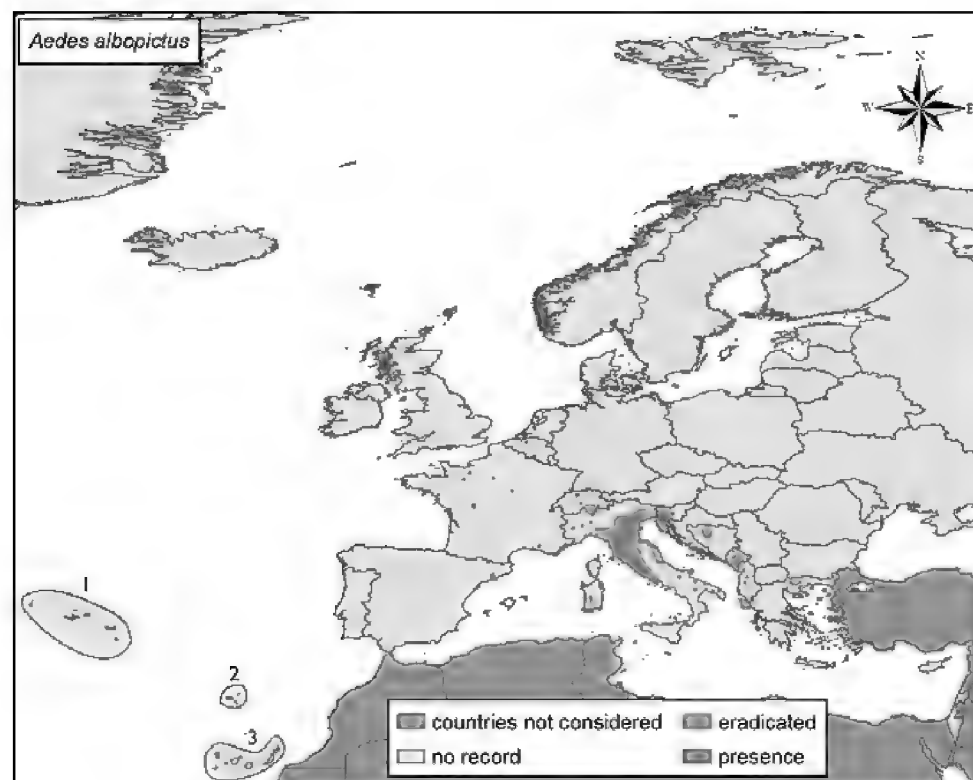 Aedes albopictus
N
W E
S
1
2
3
countries not considered
eradicated
no record
presence